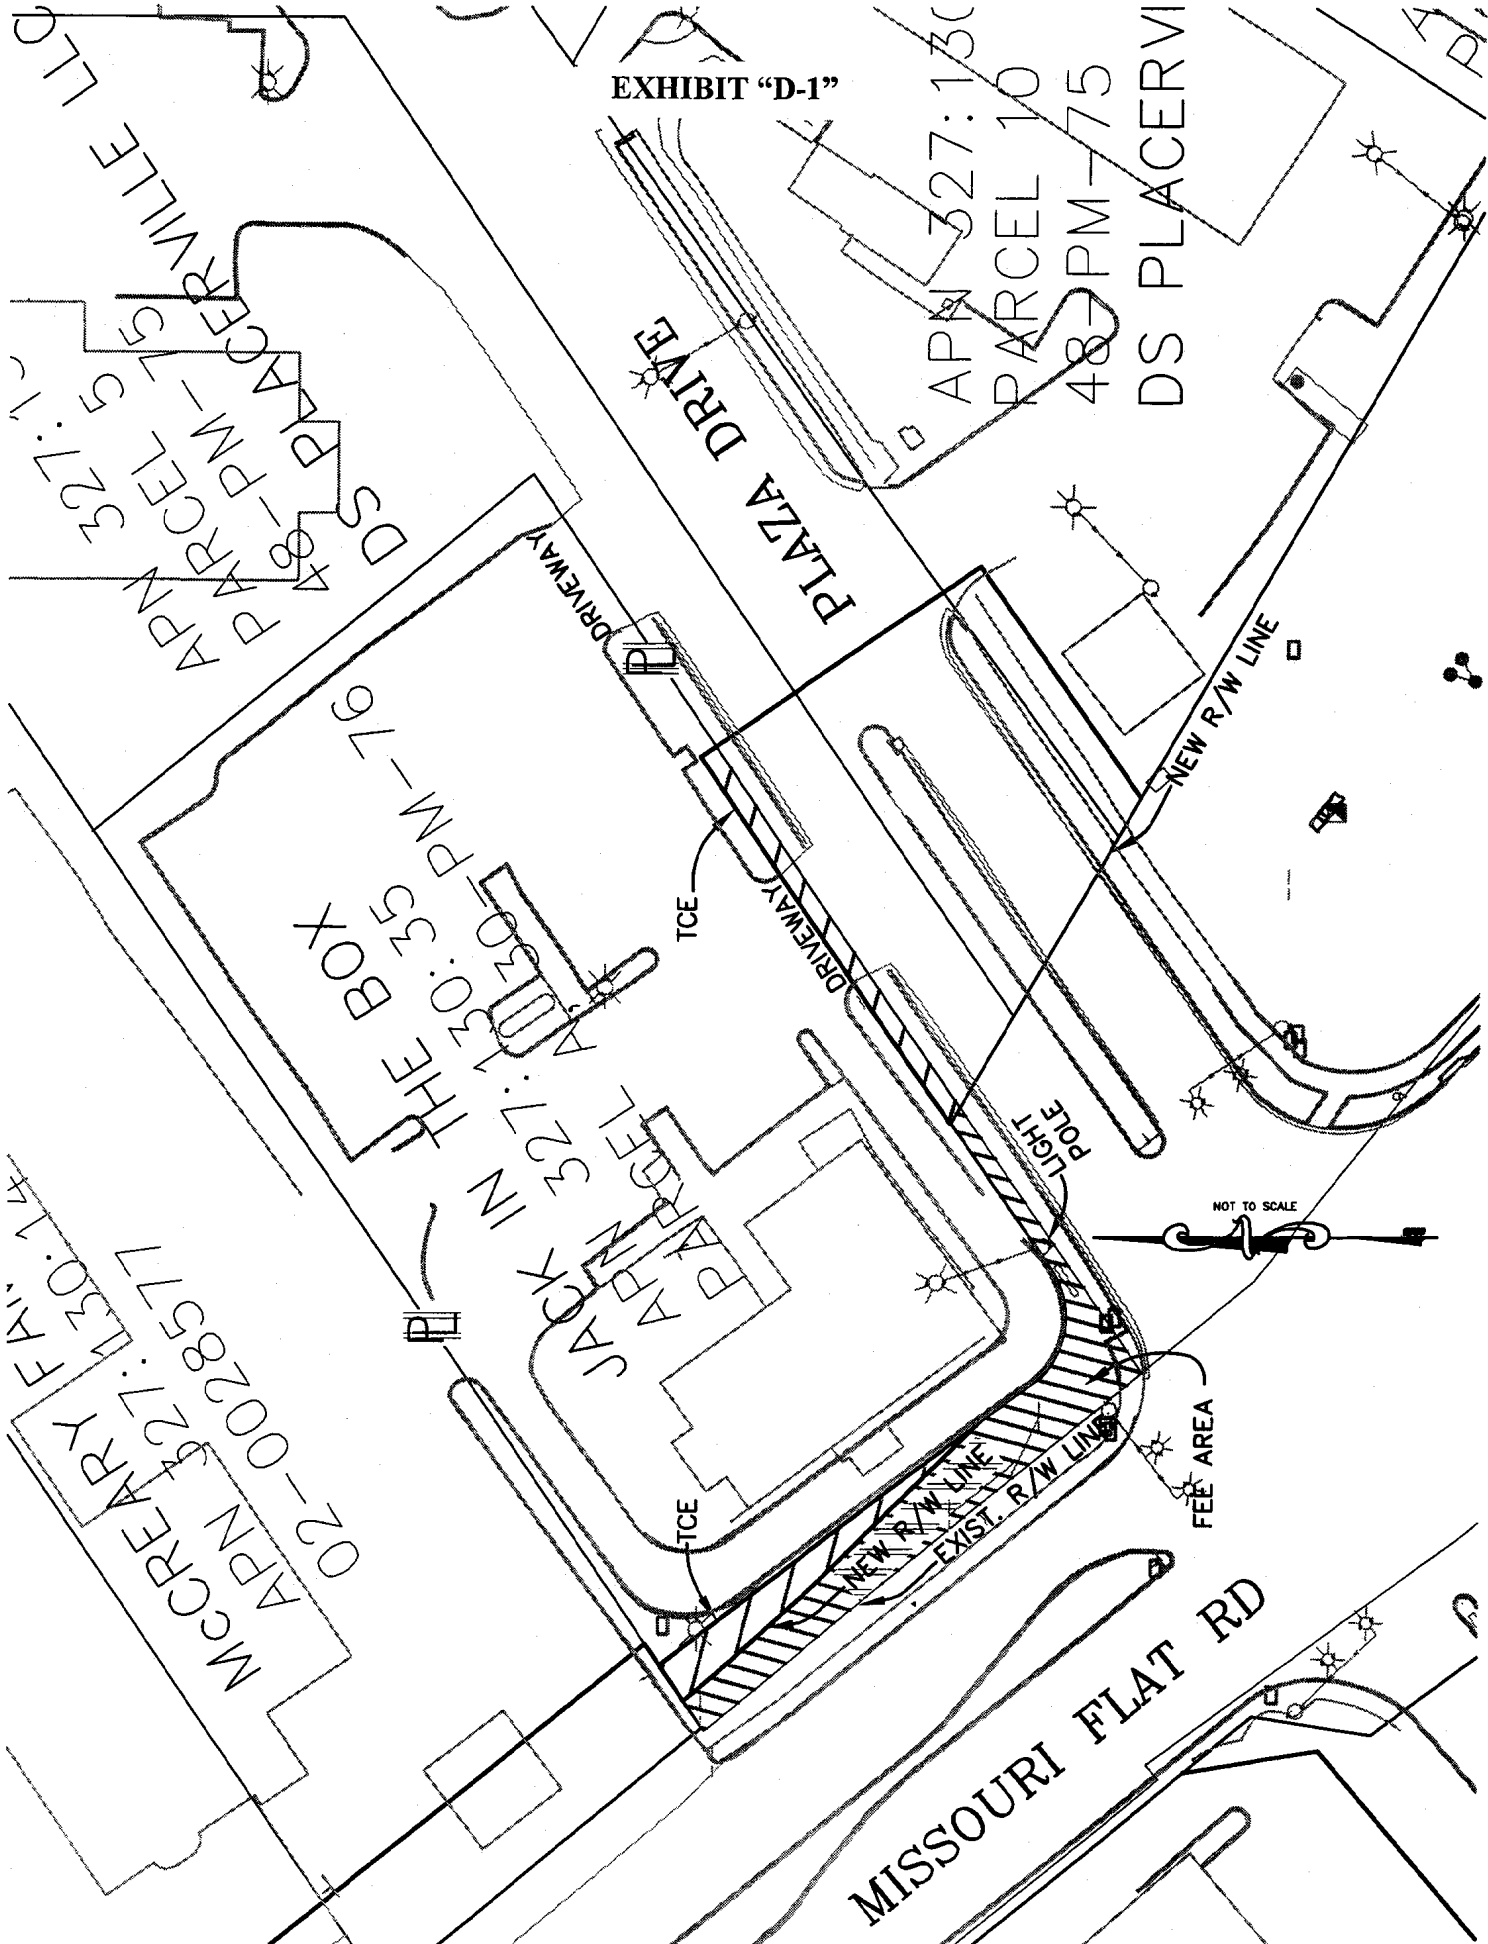 EXHIBIT “D-1”
DS PLACERVILLE LLC
APN 327:1
PARCEL 5
48-PM-75
APN 327:130
PARCEL 10
48-PM-75
DS PLACERVI
PLAZA DRIVE
DRIVEWAY
DRIVEWAY
PL
JACK IN THE BOX
APN 327:130:35
PARCEL A, 30-PM-76
TCE
DRIVEWAY
NEW R/W LINE
LIGHT
POLE
NOT TO SCALE
PL
McCREARY FAM
APN 327:130:14
02-0028577
TCE
NEW R/W LINE
EXIST. R/W LINE
FEE AREA
MISSOURI FLAT RD